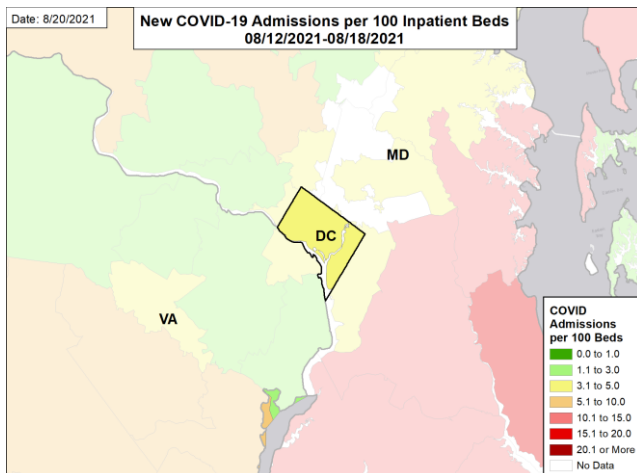 Date: 8/20/2021
New COVID-19 Admissions per 100 Inpatient Beds
08/12/2021-08/18/2021
MD
DC
VA
COVID
Admissions
per 100 Beds
0.0 to 1.0
1.1 to 3.0
3.1 to 5.0
5.1 to 10.0
10.1 to 15.0
15.1 to 20.0
20.1 or More
No Data